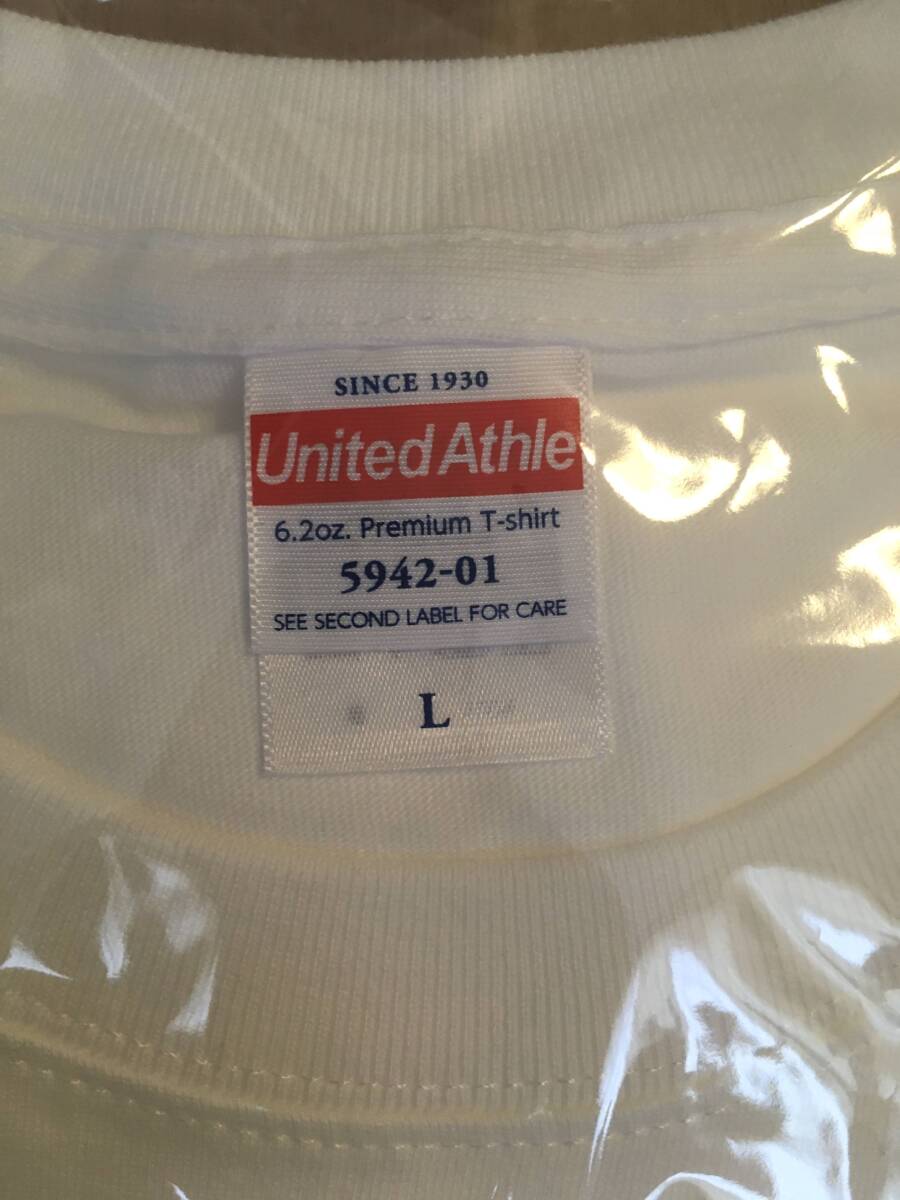 SINCE 1930
United Athle
6.2oz. Premium T-shirt
5942-01
SEE SECOND LABEL FOR CARE
L